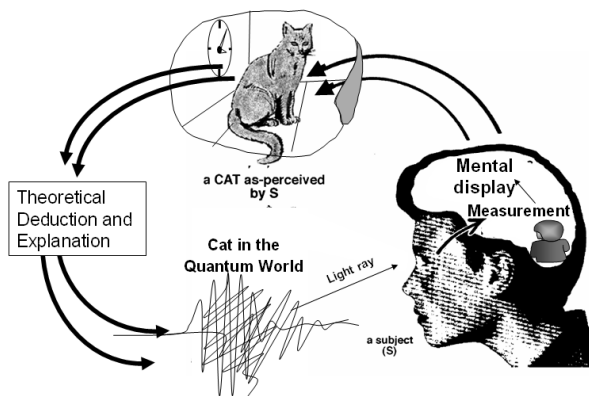 a CAT as-perceived
by S
Mental
display
Measurement
Theoretical
Deduction and
Explanation
Cat in the
Quantum World
Light ray
a subject
(S)